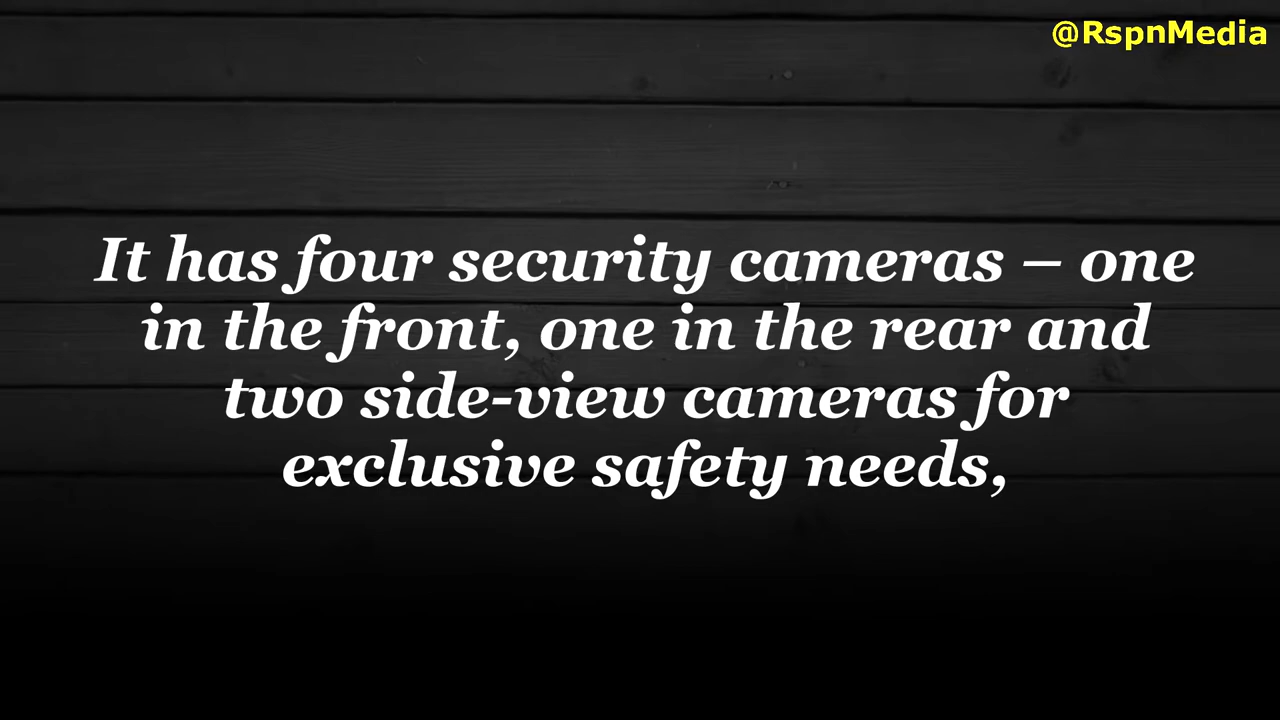 @RspnMedia
It has four security cameras – one
in the front, one in the rear and
two side-view cameras for
exclusive safety needs,